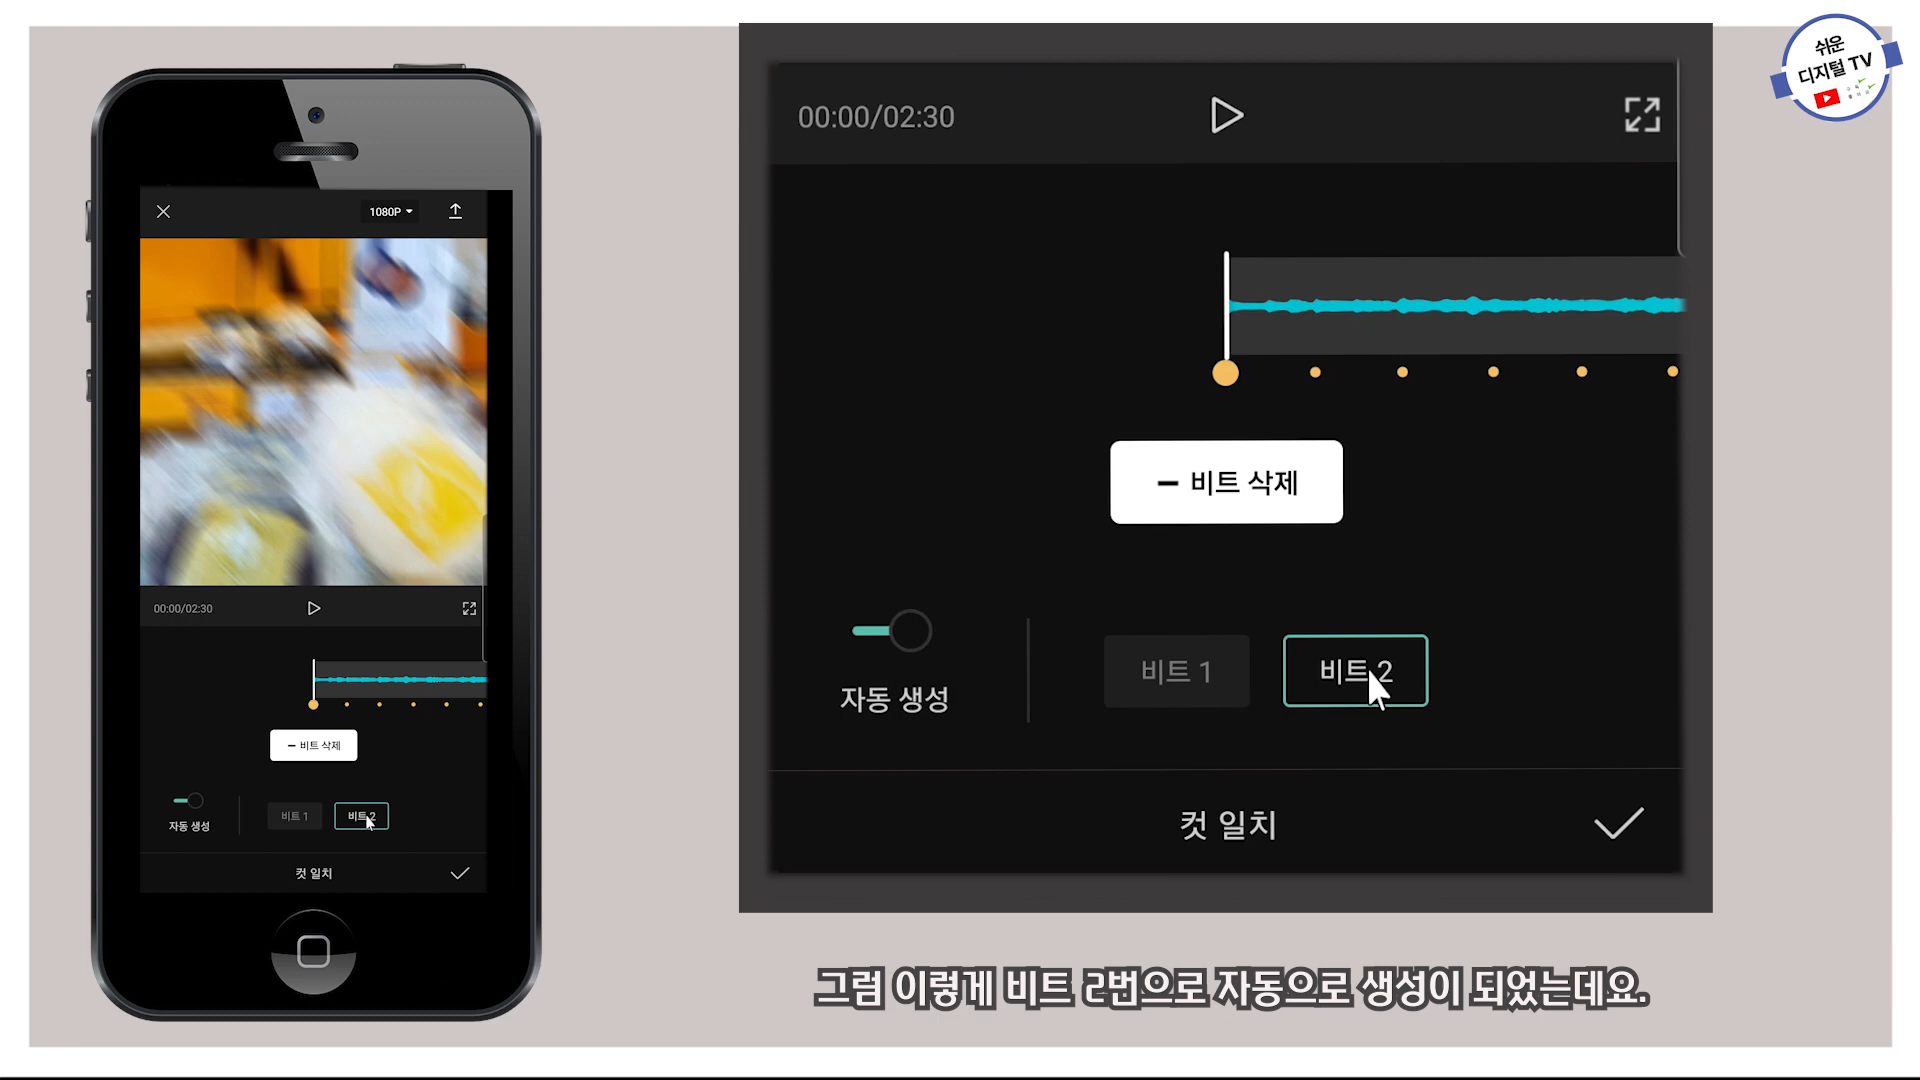 쉬운
디지털 TV
1080P
00:00/02:30
비트 삭제
자동 생성
비트 1
비트 2
컷 일치
00:00/02:30
비트 삭제
자동 생성
비트 1
비트 2
컷 일치
그럼 이렇게 비트 2번으로 자동으로 생성이 되었는데요.